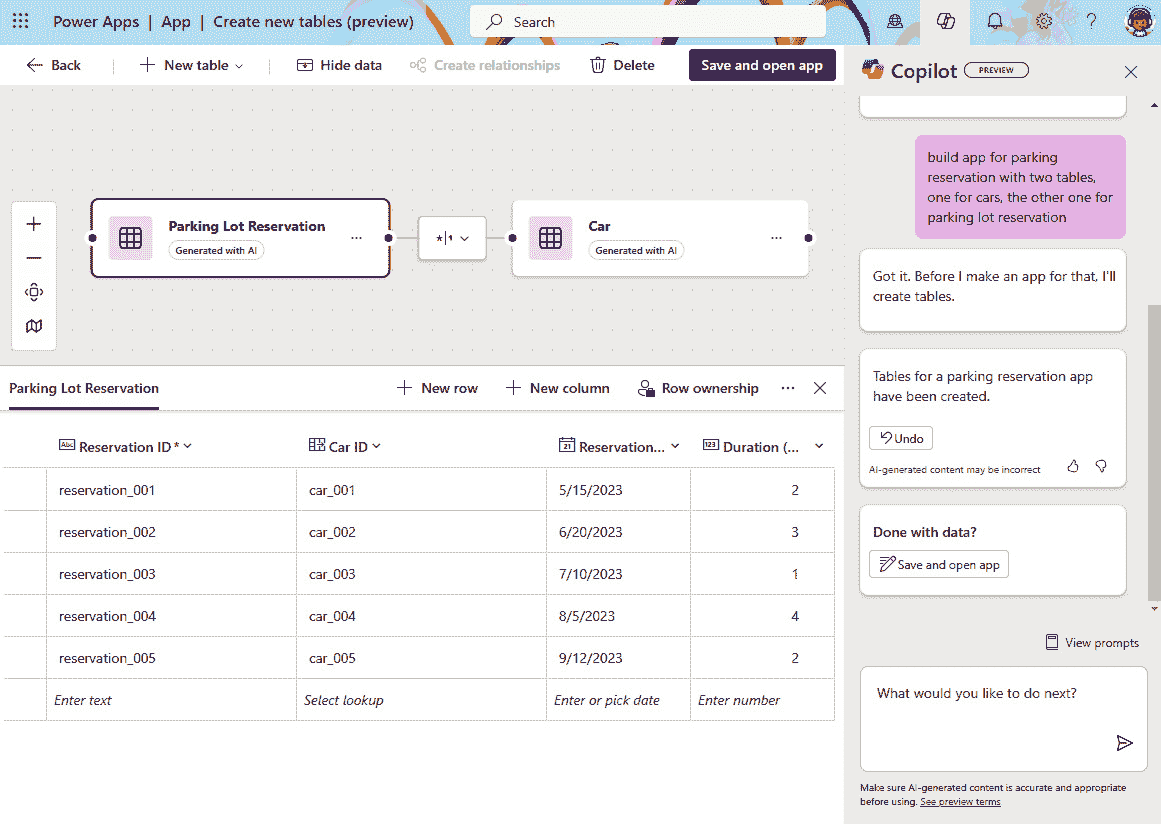 Power Apps | App | Create new tables (preview)
Search
Back
New table
Hide data
Create relationships
Delete
Save and open app
Parking Lot Reservation
Generated with AI
*|1
Car
Generated with AI
Parking Lot Reservation
New row
New column
Row ownership
Abc Reservation ID *
Car ID
21 Reservation...
123 Duration (...
reservation_001 car_001 5/15/2023 2
reservation_002 car_002 6/20/2023 3
reservation_003 car_003 7/10/2023 1
reservation_004 car_004 8/5/2023 4
reservation_005 car_005 9/12/2023 2
Enter text Select lookup Enter or pick date Enter number
Copilot PREVIEW
build app for parking
reservation with two tables,
one for cars, the other one for
parking lot reservation
Got it. Before I make an app for that, I'll
create tables.
Tables for a parking reservation app
have been created.
Undo
AI-generated content may be incorrect
Done with data?
Save and open app
View prompts
What would you like to do next?
Make sure AI-generated content is accurate and appropriate
before using. See preview terms